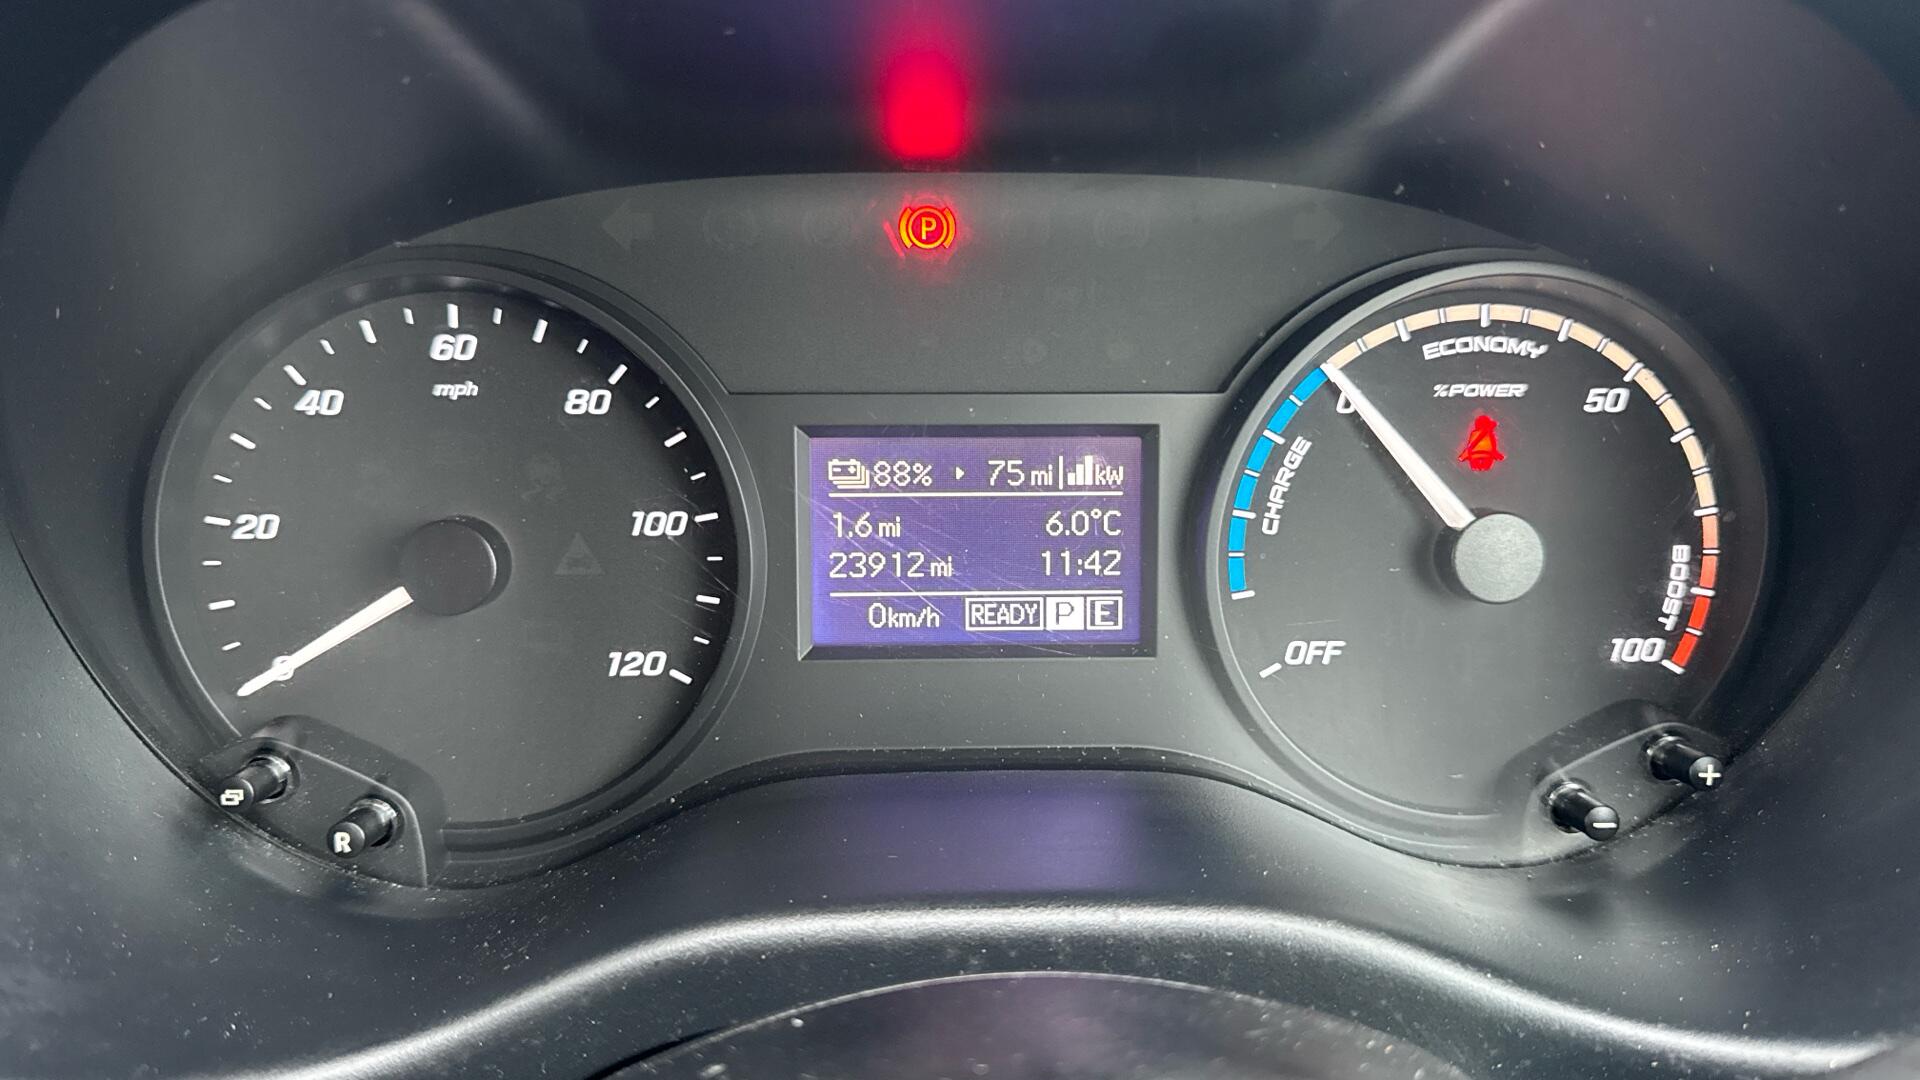 P
60
mph
40
80
20
100
0
120
88% 75 mi kW
1.6 mi 6.0°C
23912 mi 11:42
0km/h READY P E
ECONOMY
% POWER
0
50
CHARGE
BOOST
OFF
100
R
-
+